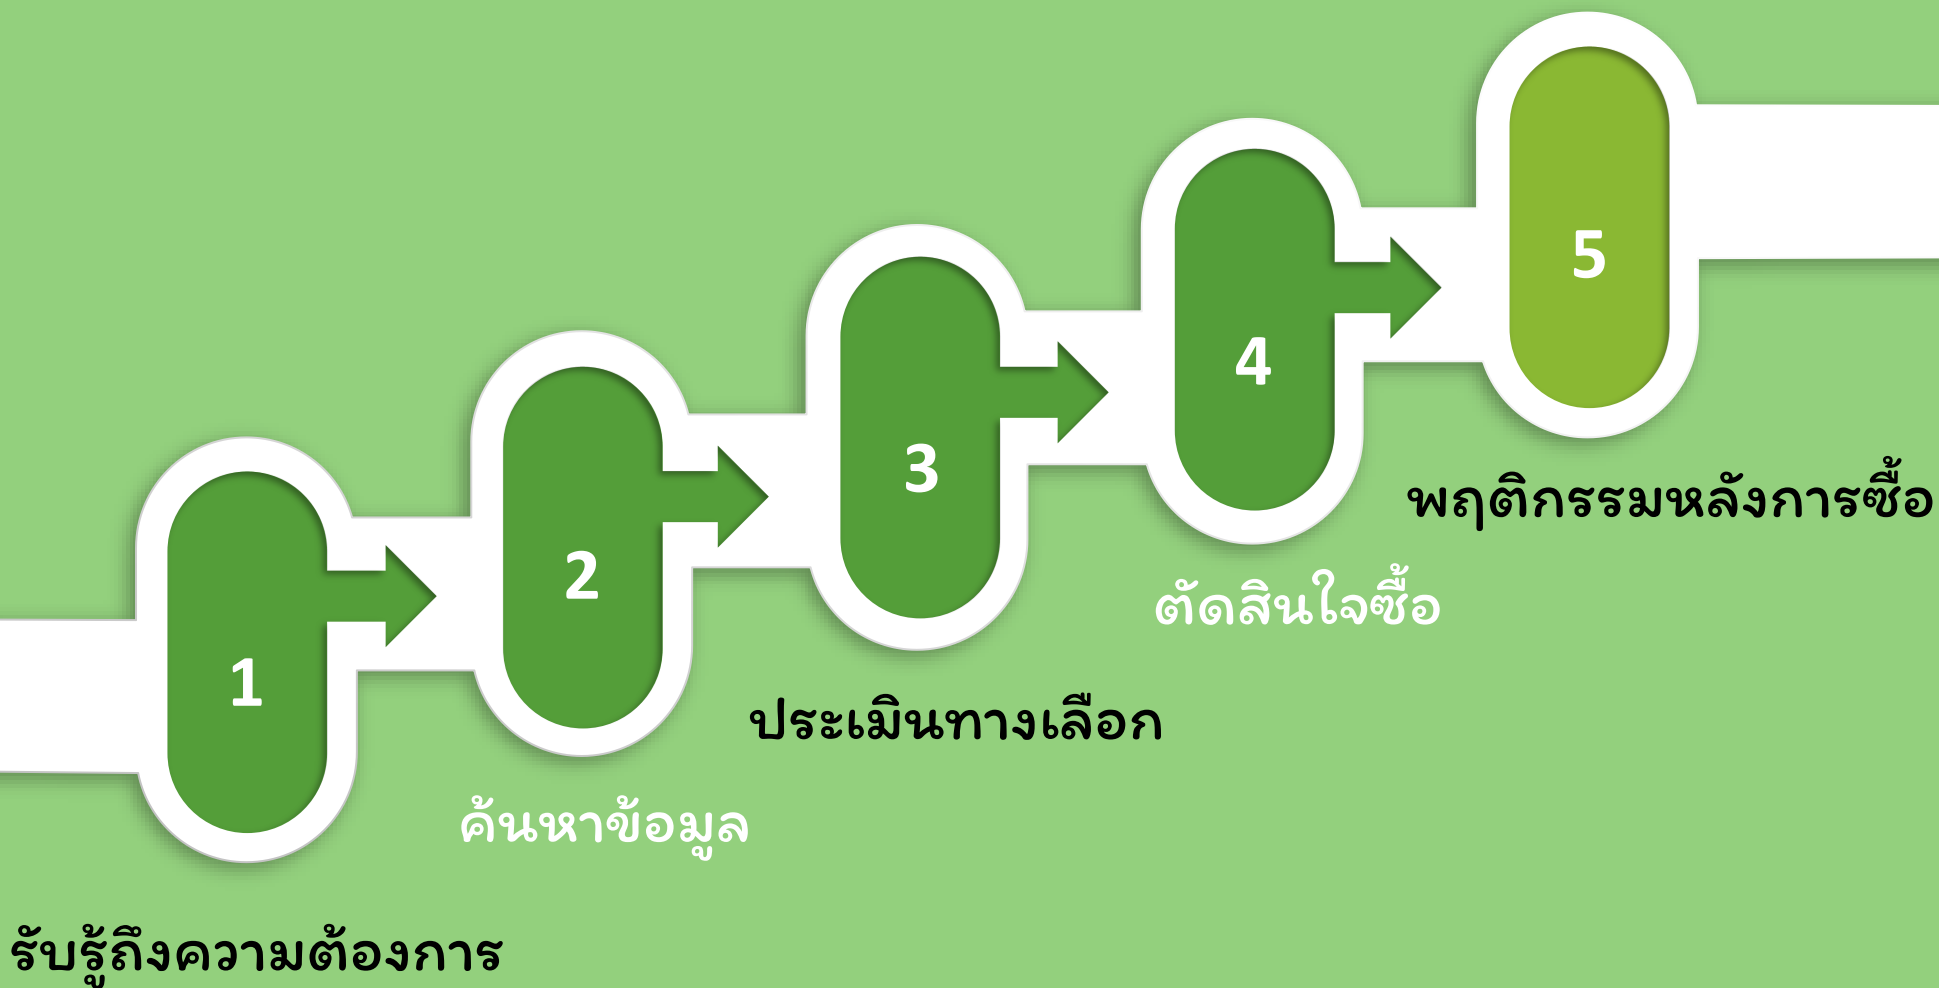 1
รับรู้ถึงความต้องการ
2
ค้นหาข้อมูล
3
ประเมินทางเลือก
4
ตัดสินใจซื้อ
5
พฤติกรรมหลังการซื้อ